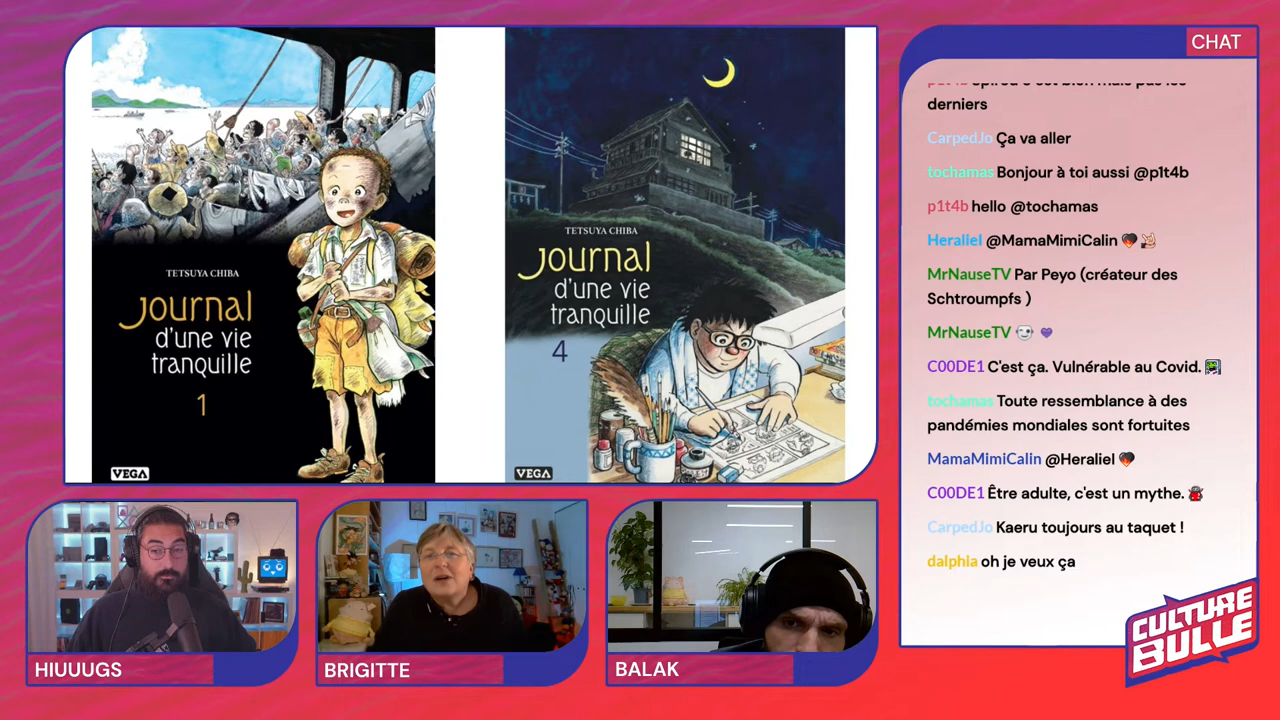 TETSUYA CHIBA
Journal
d'une vie
tranquille
1
VEGA
TETSUYA CHIBA
Journal
d'une vie
tranquille
4
VEGA
CHAT
derniers
CarpedJo Ça va aller
tochamas Bonjour à toi aussi @p1t4b
p1t4b hello @tochamas
Heraliel @MamaMimiCalin
MrNauseTV Par Peyo (créateur des
Schtroumpfs )
MrNauseTV
C00DE1 C'est ça. Vulnérable au Covid.
tochamas Toute ressemblance à des
pandémies mondiales sont fortuites
MamaMimiCalin @Heraliel
C00DE1 Être adulte, c'est un mythe.
CarpedJo Kaeru toujours au taquet !
dalphla oh je veux ça
CULTURE
BULLE
HIUUUGS
BRIGITTE
BALAK